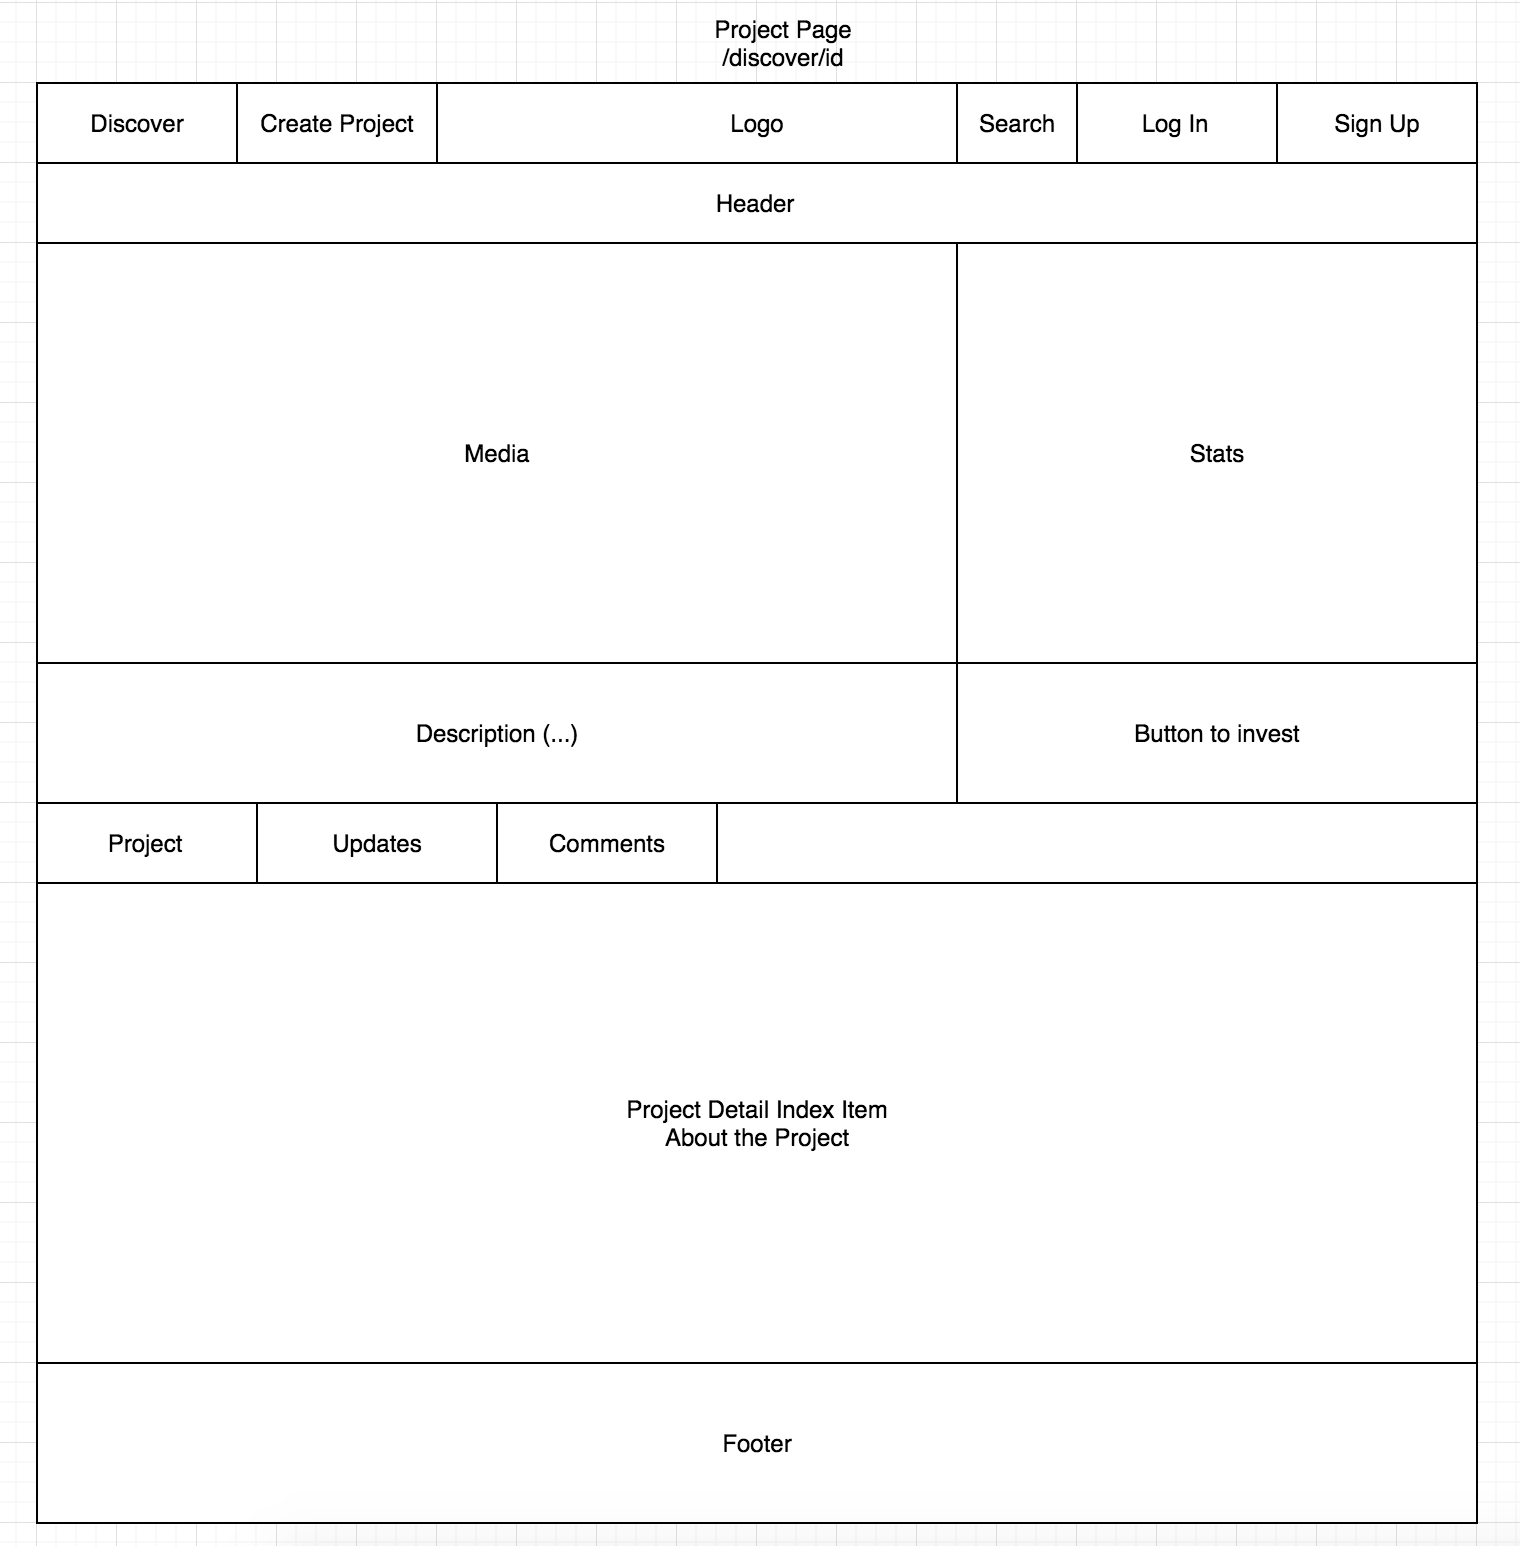 Project Page
/discover/id
Discover
Create Project
Logo
Search
Log In
Sign Up
Header
Media
Stats
Description (...)
Button to invest
Project
Updates
Comments
Project Detail Index Item
About the Project
Footer